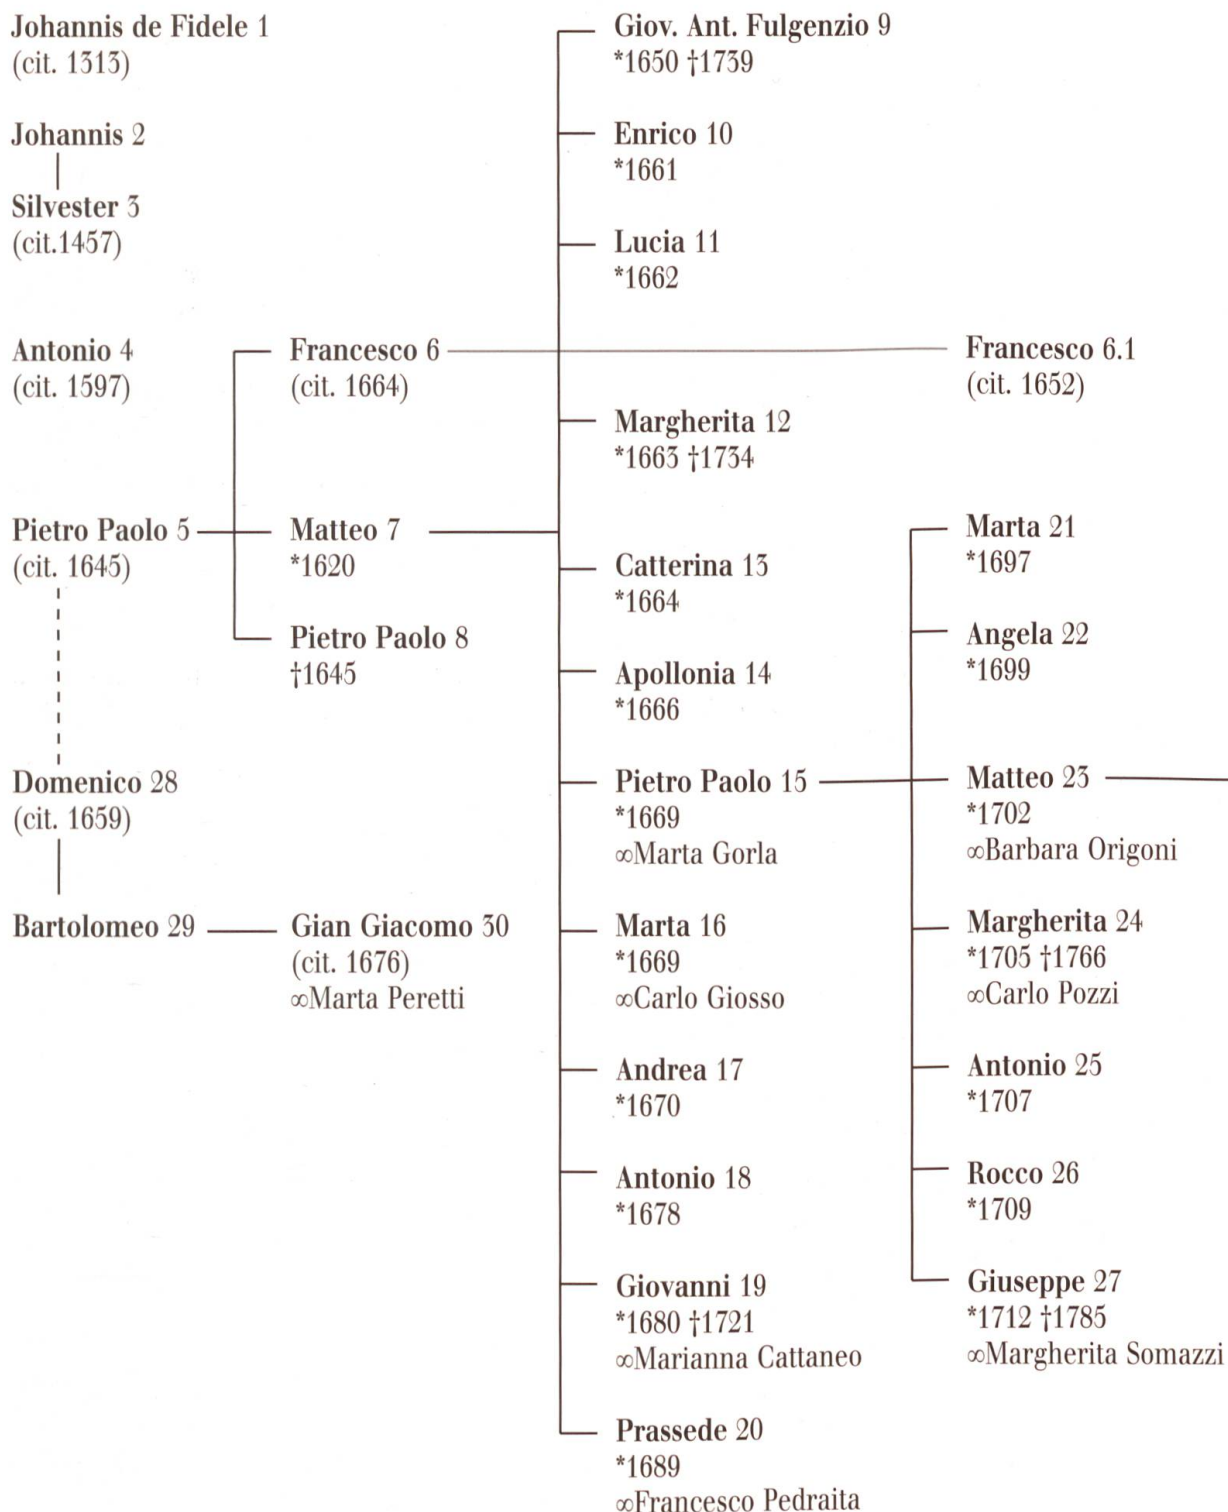 Johannis de Fidele 1
(cit. 1313)
Johannis 2
Silvester 3
(cit.1457)
Antonio 4
(cit. 1597)
Pietro Paolo 5
(cit. 1645)
Domenico 28
(cit. 1659)
Bartolomeo 29
Francesco 6
(cit. 1664)
Matteo 7
*1620
Pietro Paolo 8
†1645
Gian Giacomo 30
(cit. 1676)
∞Marta Peretti
Giov. Ant. Fulgenzio 9
*1650 †1739
Enrico 10
*1661
Lucia 11
*1662
Margherita 12
*1663 †1734
Catterina 13
*1664
Apollonia 14
*1666
Pietro Paolo 15
*1669
∞Marta Gorla
Marta 16
*1669
∞Carlo Giosso
Andrea 17
*1670
Antonio 18
*1678
Giovanni 19
*1680 †1721
∞Marianna Cattaneo
Prassede 20
*1689
∞Francesco Pedraita
Francesco 6.1
(cit. 1652)
Marta 21
*1697
Angela 22
*1699
Matteo 23
*1702
∞Barbara Origoni
Margherita 24
*1705 †1766
∞Carlo Pozzi
Antonio 25
*1707
Rocco 26
*1709
Giuseppe 27
*1712 †1785
∞Margherita Somazzi